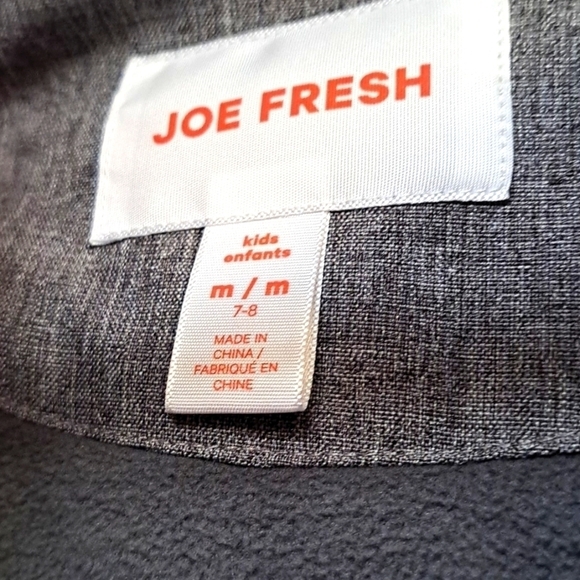 JOE FRESH
kids
enfants
m / m
7-8
MADE IN
CHINA /
FABRIQUÉ EN
CHINE